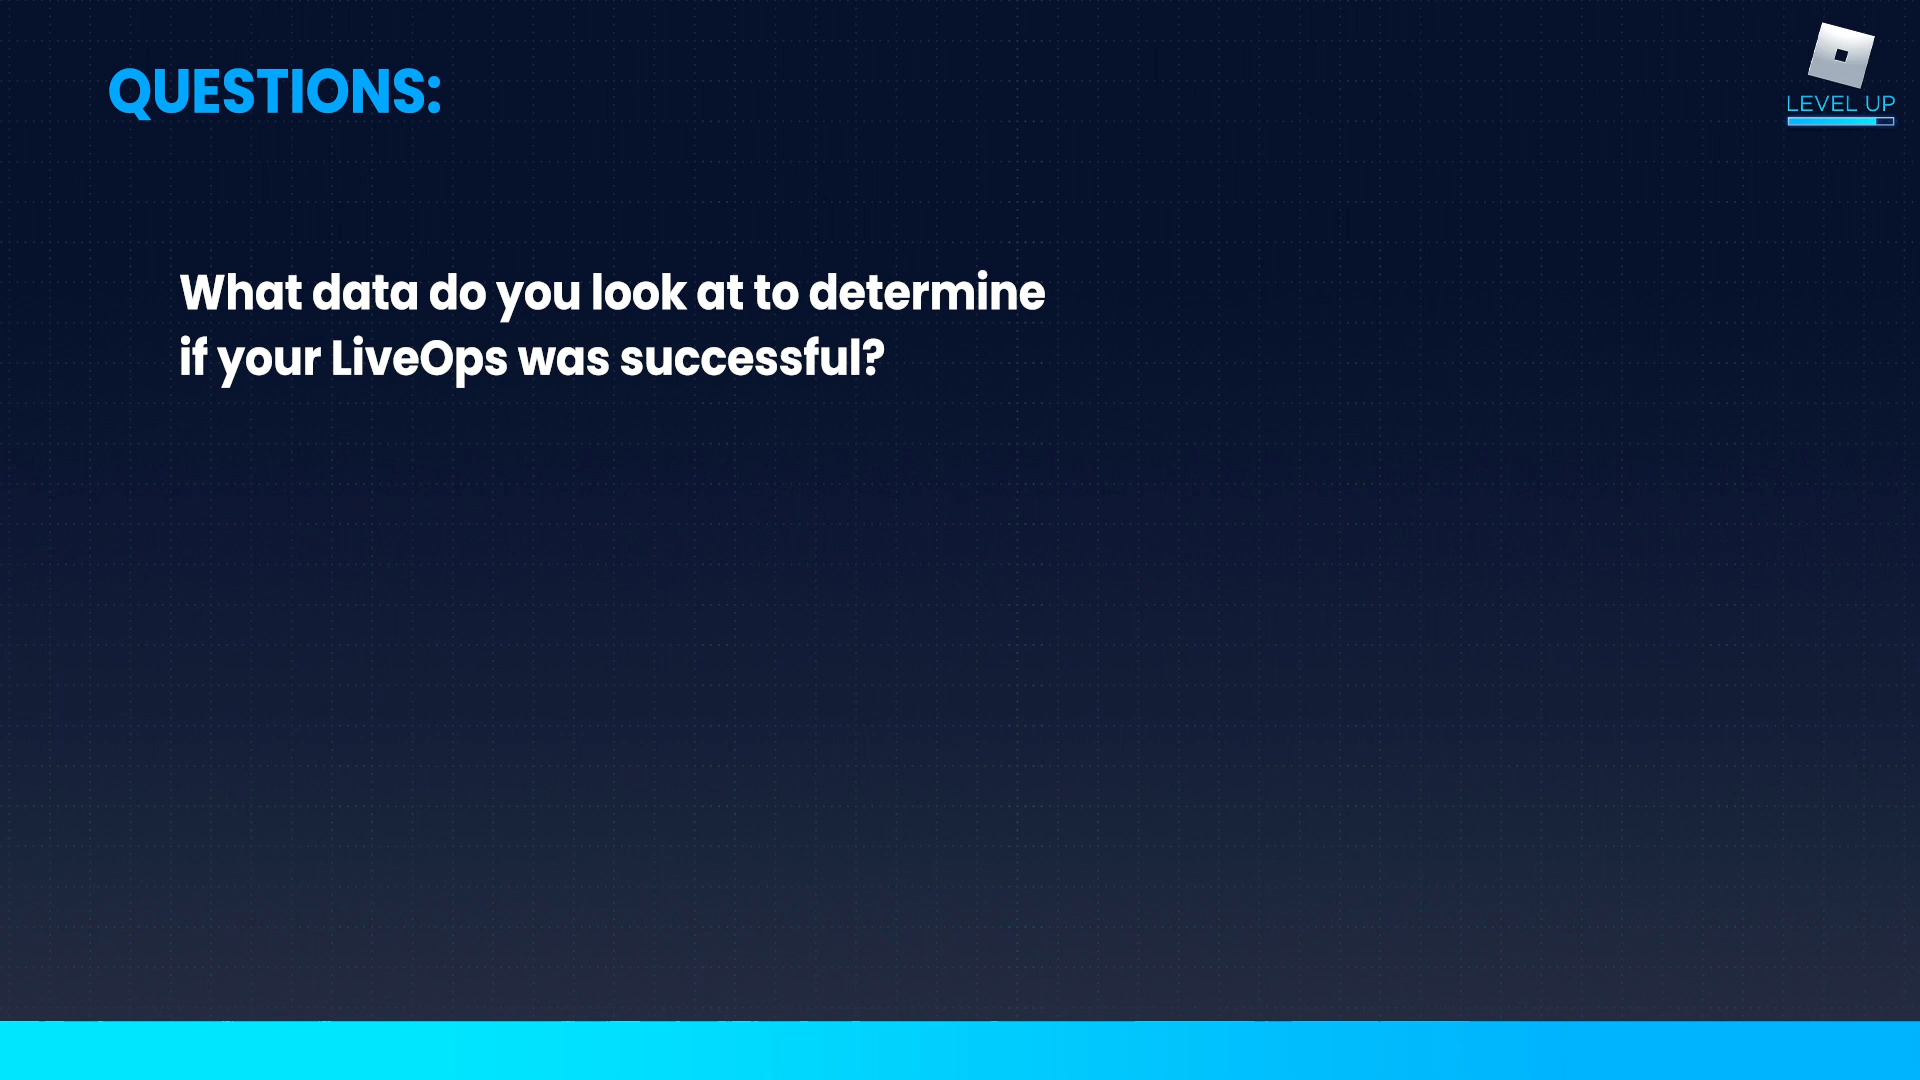 QUESTIONS:
LEVEL UP
What data do you look at to determine
if your LiveOps was successful?